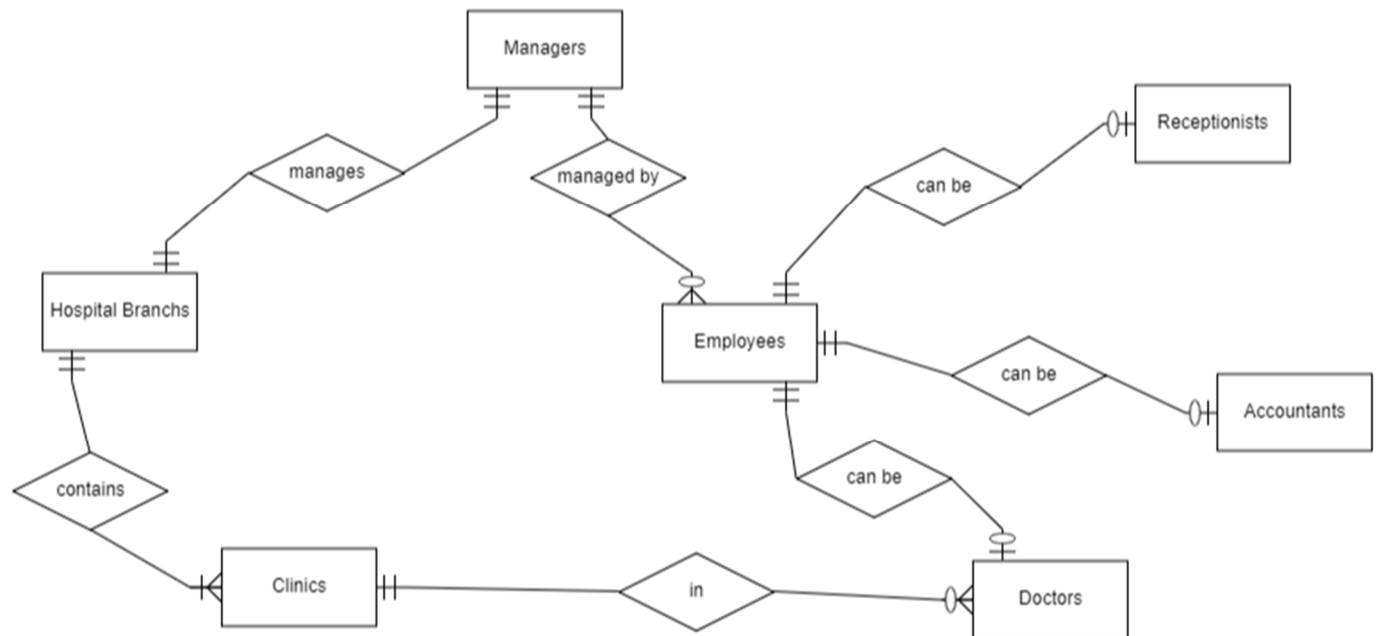 Managers
Receptionists
manages
managed by
can be
Hospital Branchs
Employees
can be
Accountants
can be
contains
Clinics
in
Doctors